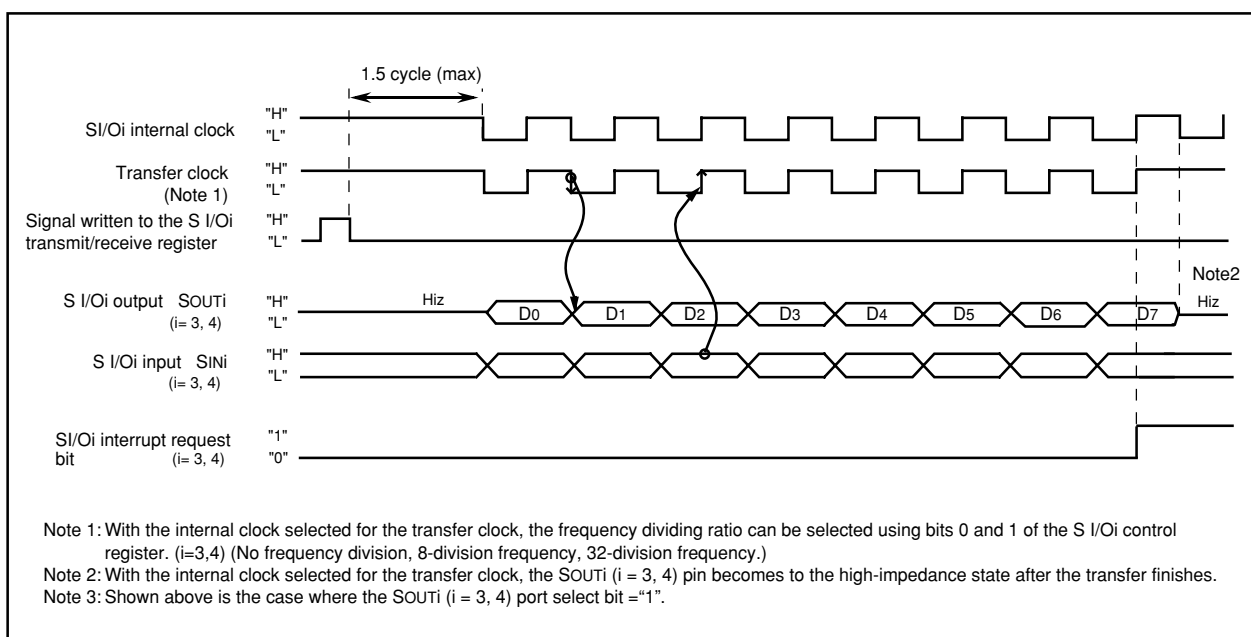 1.5 cycle (max)
SI/Oi internal clock
"H"
"L"
Transfer clock
(Note 1)
"H"
"L"
Signal written to the S I/Oi
transmit/receive register
"H"
"L"
Note2
S I/Oi output SOUTi
(i= 3, 4)
"H"
"L"
Hiz
D0
D1
D2
D3
D4
D5
D6
D7
Hiz
S I/Oi input SINi
(i= 3, 4)
"H"
"L"
SI/Oi interrupt request
bit (i= 3, 4)
"1"
"0"
Note 1: With the internal clock selected for the transfer clock, the frequency dividing ratio can be selected using bits 0 and 1 of the S I/Oi control
register. (i=3,4) (No frequency division, 8-division frequency, 32-division frequency.)
Note 2: With the internal clock selected for the transfer clock, the SOUTi (i = 3, 4) pin becomes to the high-impedance state after the transfer finishes.
Note 3: Shown above is the case where the SOUTi (i = 3, 4) port select bit =“1”.